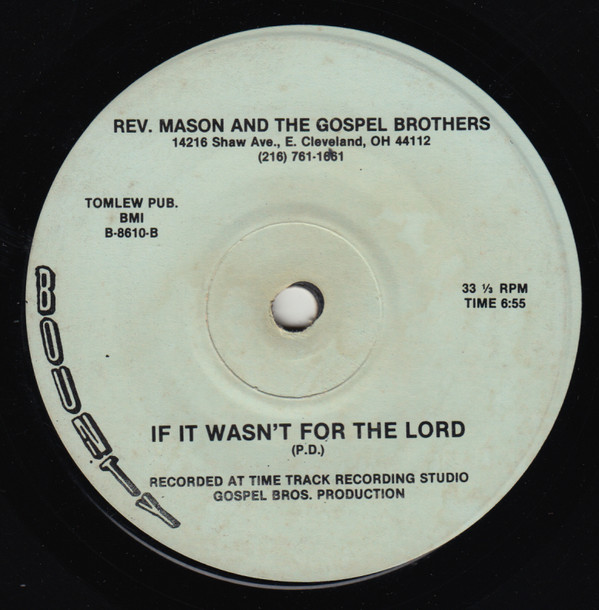 REV. MASON AND THE GOSPEL BROTHERS
14216 Shaw Ave., E. Cleveland, OH 44112
(216) 761-1661
TOMLEW PUB.
BMI
B-8610-B
33 ⅓ RPM
TIME 6:55
BOUNTY
IF IT WASN'T FOR THE LORD
(P.D.)
RECORDED AT TIME TRACK RECORDING STUDIO
GOSPEL BROS. PRODUCTION